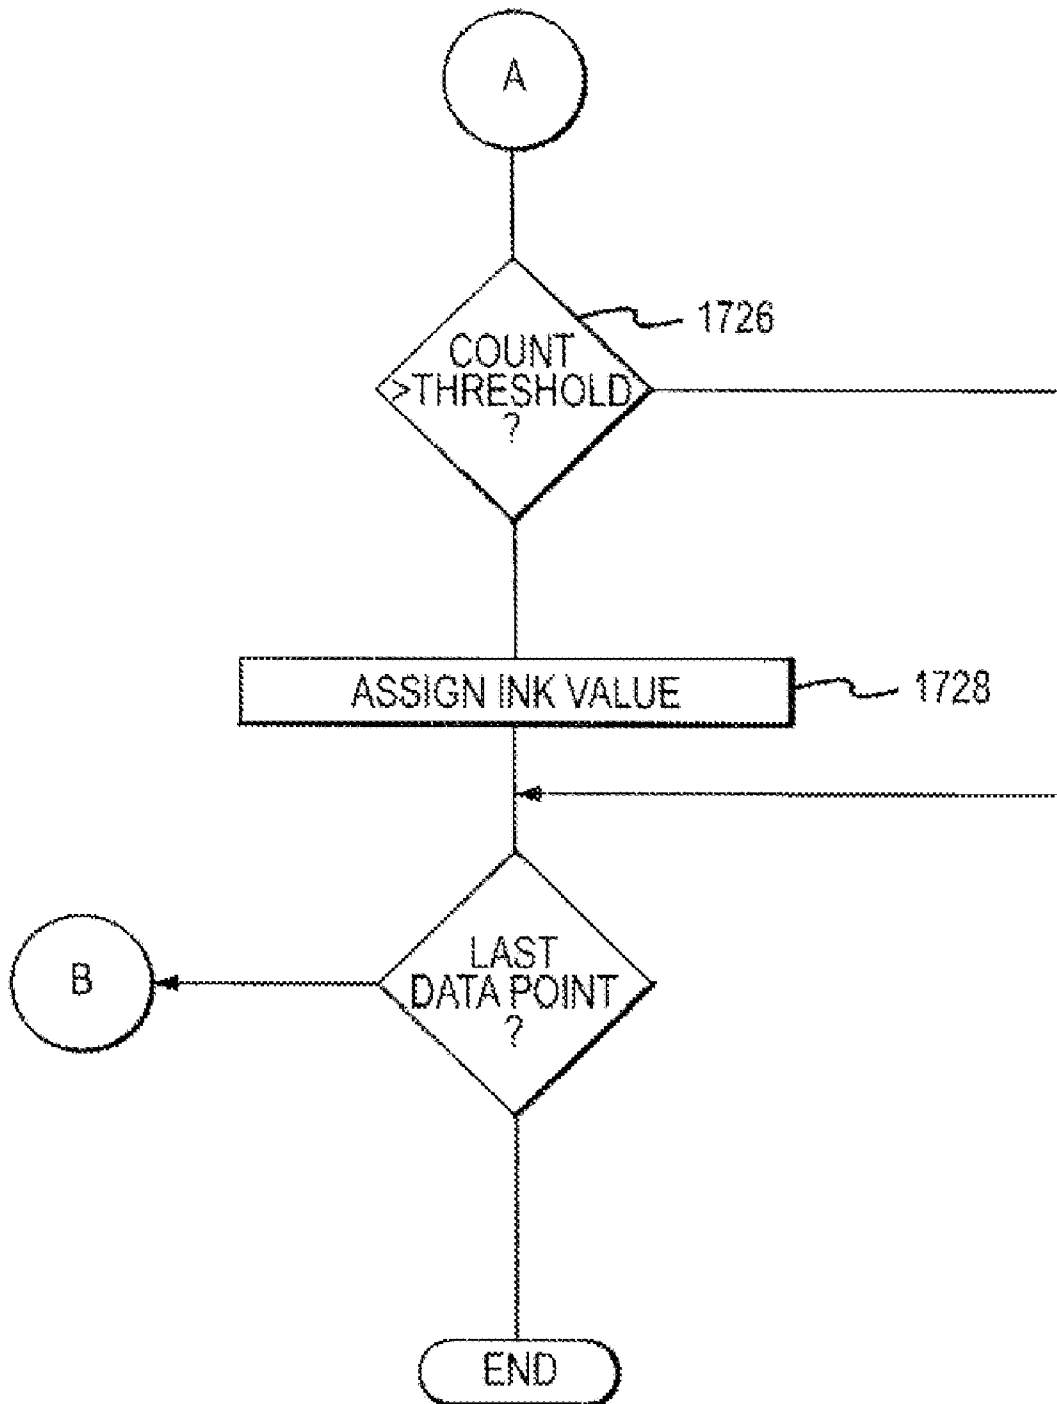 A
1726
COUNT
>THRESHOLD
?
ASSIGN INK VALUE
1728
LAST
DATA POINT
?
B
END